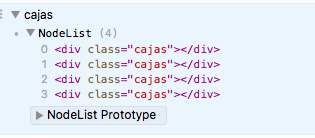 cajas
NodeList (4)
0 <div class="cajas"></div>
1 <div class="cajas"></div>
2 <div class="cajas"></div>
3 <div class="cajas"></div>
NodeList Prototype